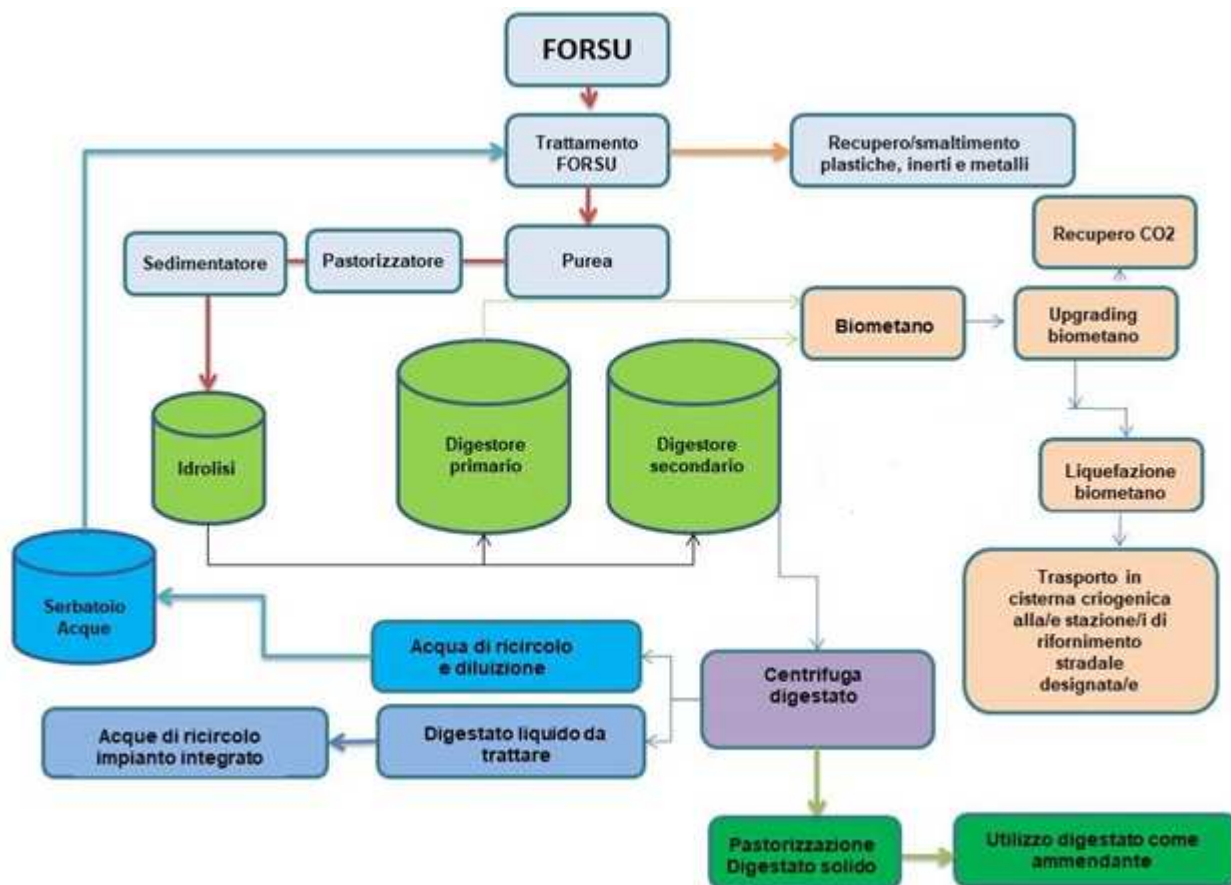 FORSU
Trattamento
FORSU
Recupero/smaltimento
plastiche, inerti e metalli
Recupero CO2
Sedimentatore
Pastorizzatore
Purea
Biometano
Upgrading
biometano
Idrolisi
Digestore
primario
Digestore
secondario
Liquefazione
biometano
Serbatoio
Acque
Trasporto in
cisterna criogenica
alla/e stazione/i di
rifornimento
stradale
designata/e
Acqua di ricircolo
e diluizione
Centrifuga
digestato
Acque di ricircolo
impianto integrato
Digestato liquido da
trattare
Pastorizzazione
Digestato solido
Utilizzo digestato come
ammendante